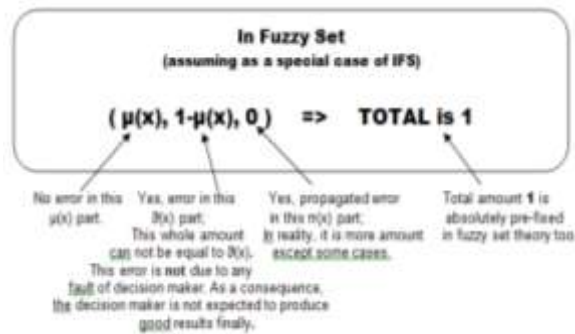 In Fuzzy Set
(assuming as a special case of IFS)
( μ(x), 1-μ(x), 0 ) => TOTAL is 1
No error in this
μ(x) part.
Yes, error in this
ϑ(x) part;
This whole amount
can not be equal to ϑ(x).
This error is not due to any
fault of decision maker. As a consequence,
the decision maker is not expected to produce
good results finally.
Yes, propagated error
in this π(x) part;
In reality, it is more amount
except some cases.
Total amount 1 is
absolutely pre-fixed
in fuzzy set theory too